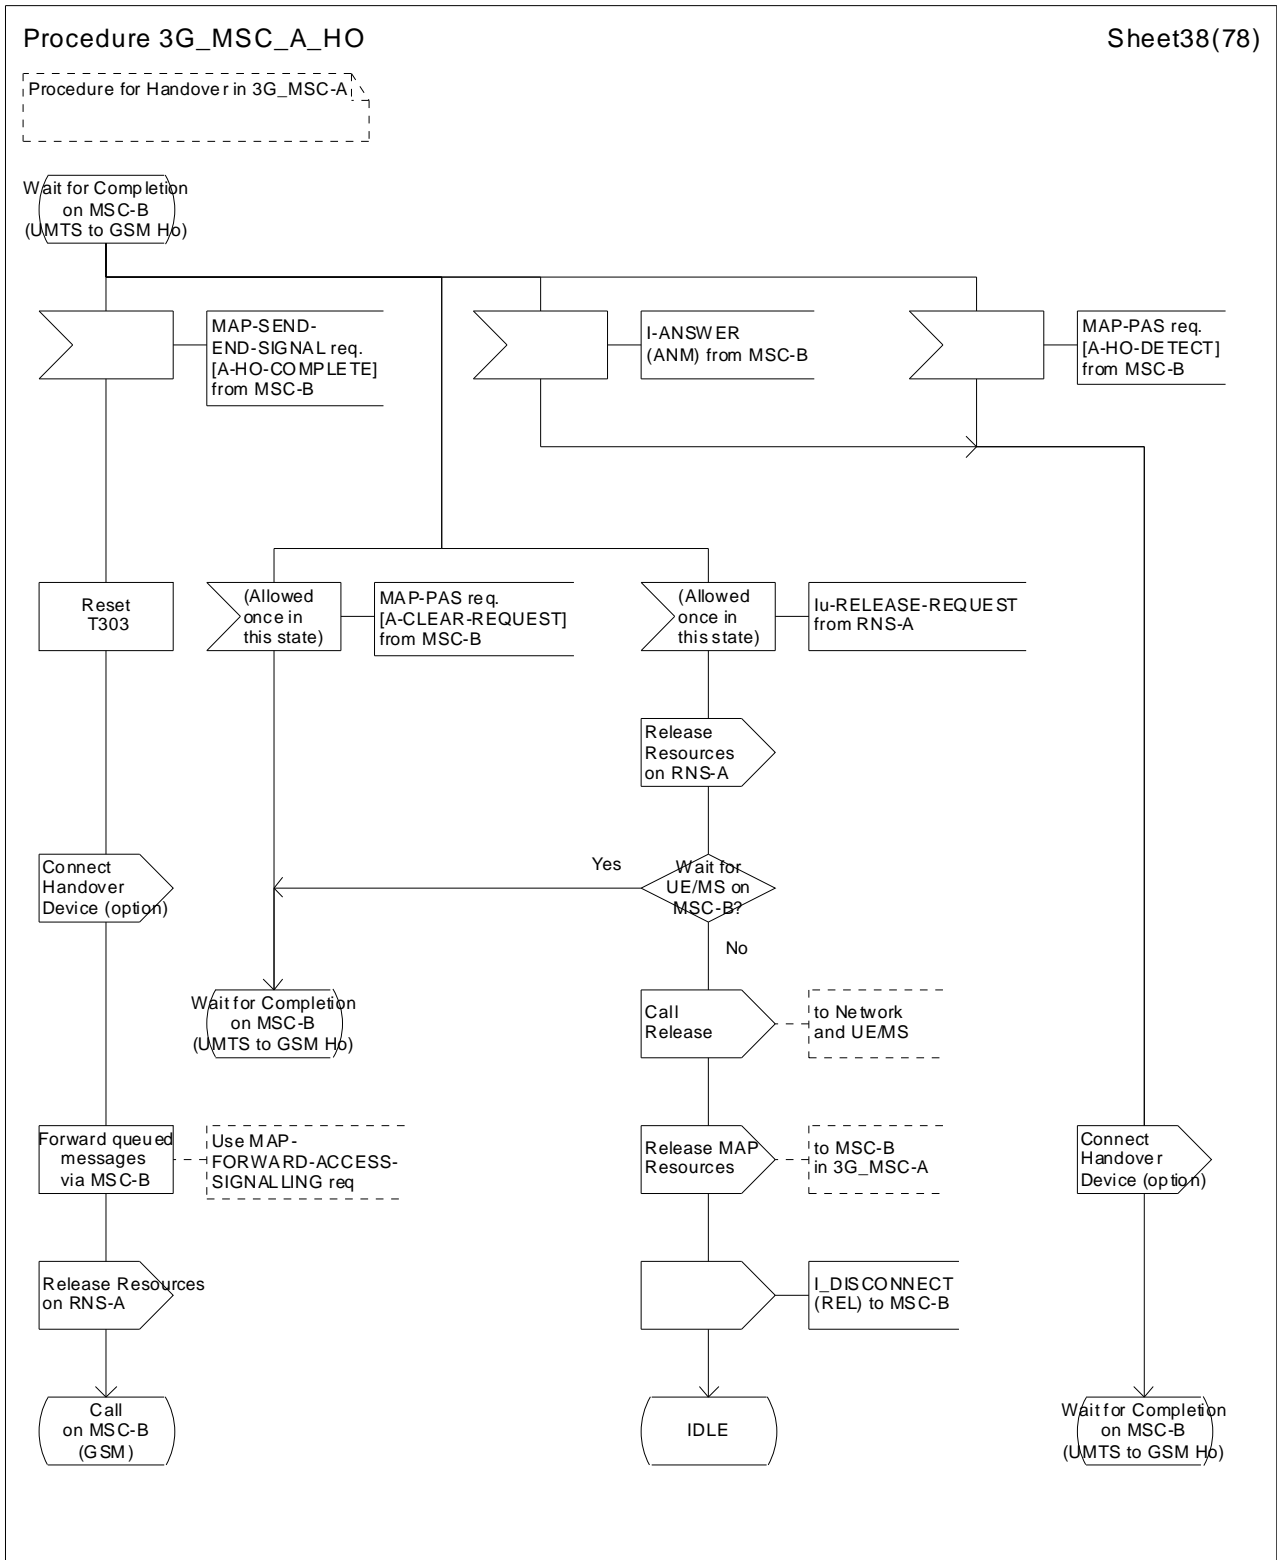 Procedure 3G_MSC_A_HO
Sheet38(78)
Procedure for Handover in 3G_MSC-A
Wait for Completion
on MSC-B
(UMTS to GSM Ho)
MAP-SEND-
END-SIGNAL req.
[A-HO-COMPLETE]
from MSC-B
I-ANSWER
(ANM) from MSC-B
MAP-PAS req.
[A-HO-DETECT]
from MSC-B
Reset
T303
(Allowed
once in
this state)
MAP-PAS req.
[A-CLEAR-REQUEST]
from MSC-B
(Allowed
once in
this state)
Iu-RELEASE-REQUEST
from RNS-A
Release
Resources
on RNS-A
Connect
Handover
Device (option)
Yes
Wait for
UE/MS on
MSC-B?
No
Wait for Completion
on MSC-B
(UMTS to GSM Ho)
Call
Release
to Network
and UE/MS
Forward queued
messages
via MSC-B
Use MAP-
FORWARD-ACCESS-
SIGNALLING req
Release MAP
Resources
to MSC-B
in 3G_MSC-A
Connect
Handover
Device (option)
Release Resources
on RNS-A
I_DISCONNECT
(REL) to MSC-B
Call
on MSC-B
(GSM)
IDLE
Wait for Completion
on MSC-B
(UMTS to GSM Ho)